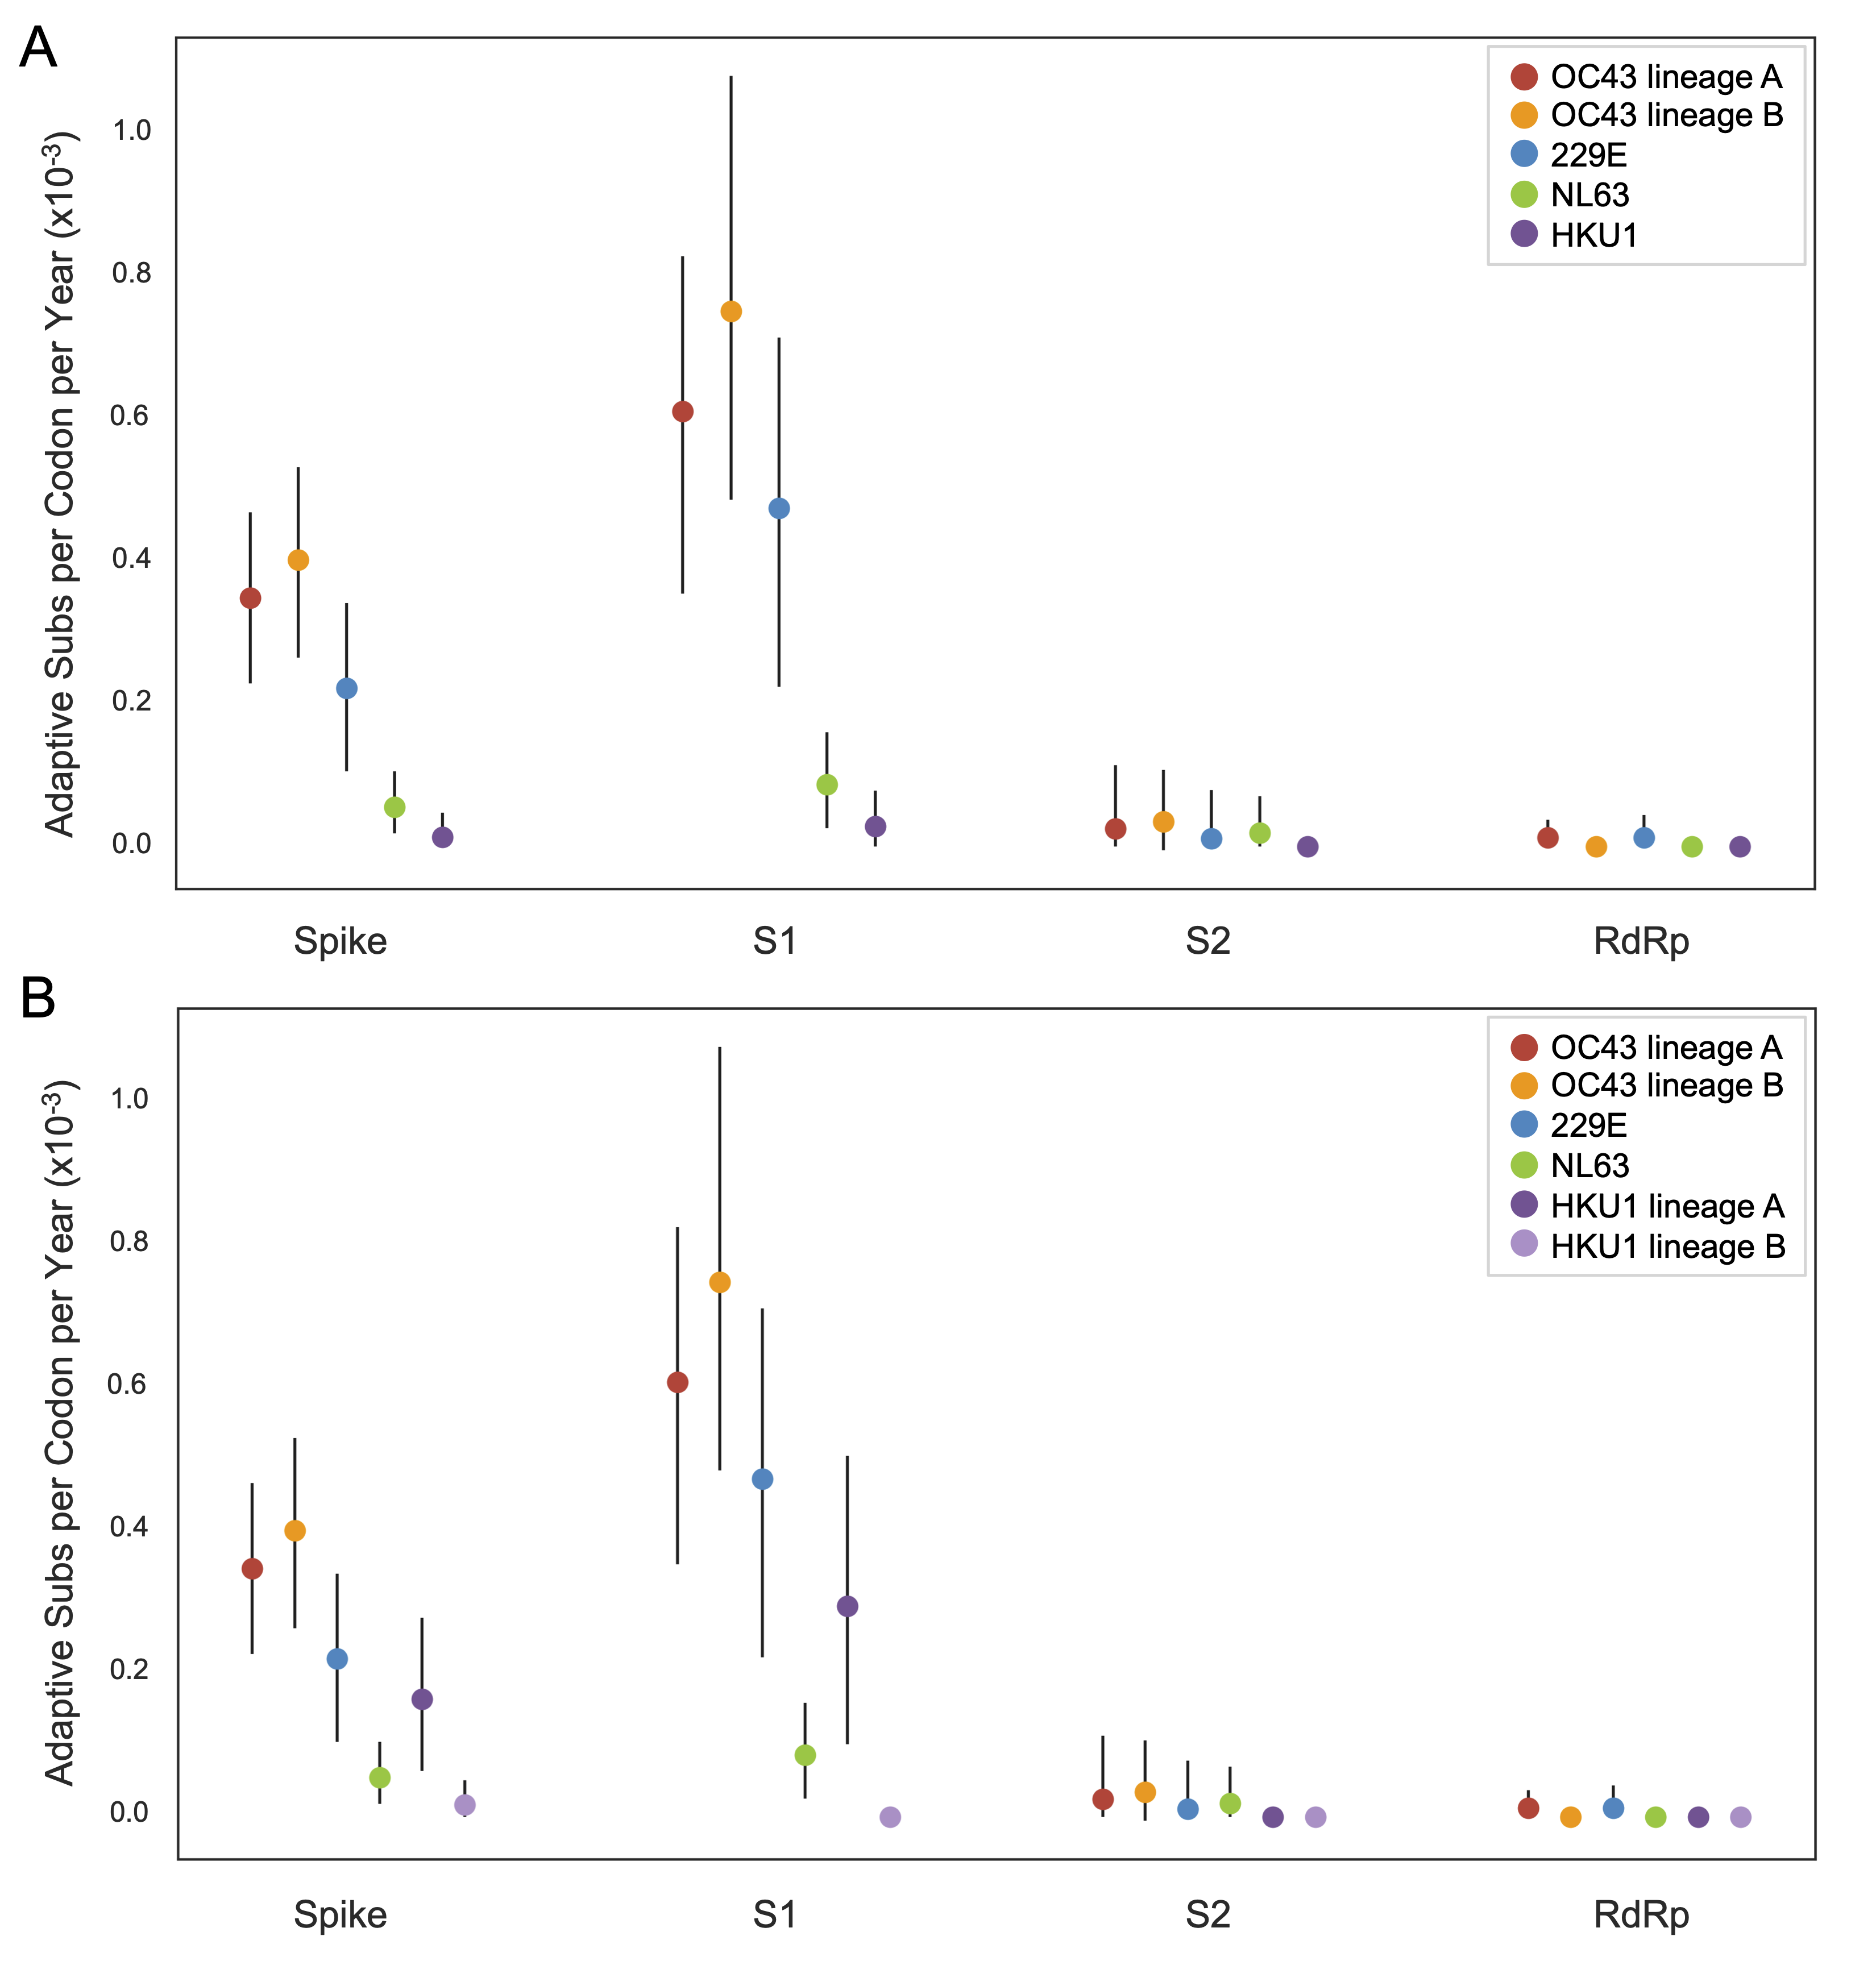 A
Adaptive Subs per Codon per Year (x10-3)
1.0
0.8
0.6
0.4
0.2
0.0
OC43 lineage A
OC43 lineage B
229E
NL63
HKU1
Spike S1 S2 RdRp
B
Adaptive Subs per Codon per Year (x10-3)
1.0
0.8
0.6
0.4
0.2
0.0
OC43 lineage A
OC43 lineage B
229E
NL63
HKU1 lineage A
HKU1 lineage B
Spike S1 S2 RdRp